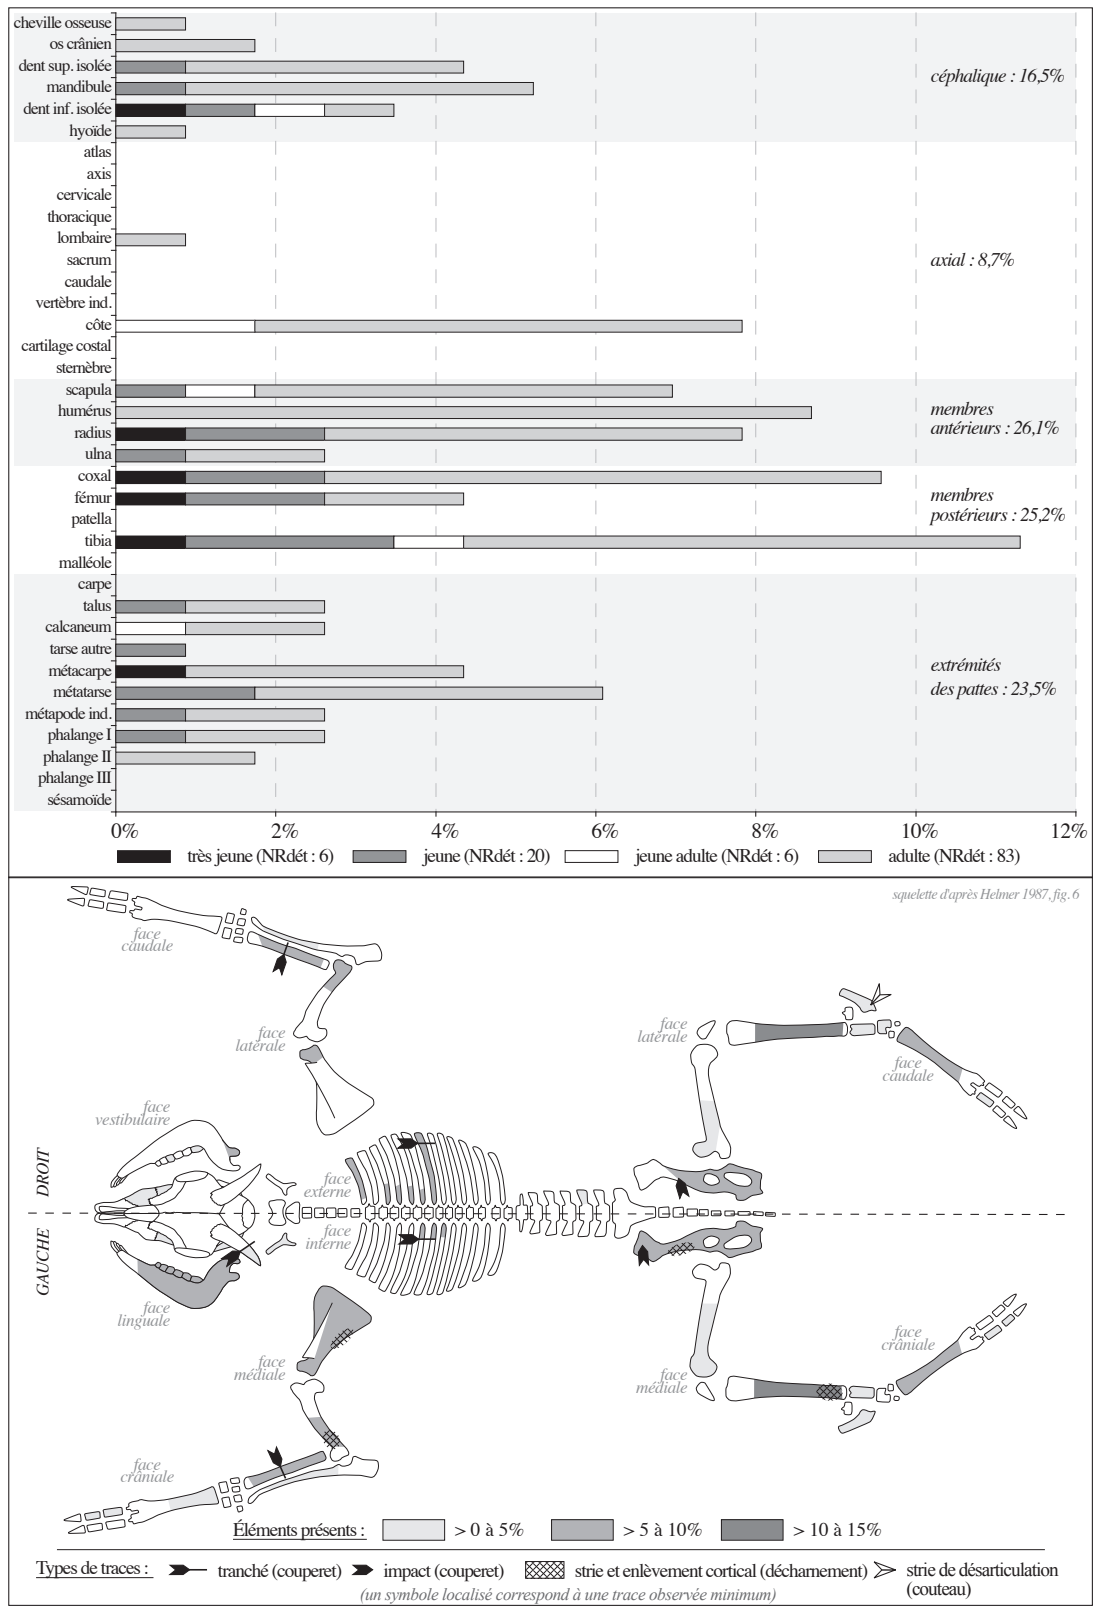 cheville osseuse
os crânien
dent sup. isolée
mandibule
céphalique : 16,5%
dent inf. isolée
hyoïde
atlas
axis
cervicale
thoracique
lombaire
sacrum
axial : 8,7%
caudale
vertèbre ind.
côte
cartilage costal
sternèbre
scapula
humérus
membres
antérieurs : 26,1%
radius
ulna
coxal
fémur
membres
postérieurs : 25,2%
patella
tibia
malléole
carpe
talus
calcaneum
tarse autre
métacarpe
extrémités
des pattes : 23,5%
métatarse
métapode ind.
phalange I
phalange II
phalange III
sésamoïde
0% 2% 4% 6% 8% 10% 12%
très jeune (NRdét : 6) jeune (NRdét : 20) jeune adulte (NRdét : 6) adulte (NRdét : 83)
squelette d'après Helmer 1987, fig. 6
face
caudale
face
latérale
face
latérale
face
caudale
face
vestibulaire
DROIT
face
externe
GAUCHE
face
interne
face
linguale
face
médiale
face
médiale
face
crâniale
face
crâniale
Éléments présents : > 0 à 5% > 5 à 10% > 10 à 15%
Types de traces : tranché (couperet) impact (couperet) strie et enlèvement cortical (décharnement) strie de désarticulation
(couteau)
(un symbole localisé correspond à une trace observée minimum)